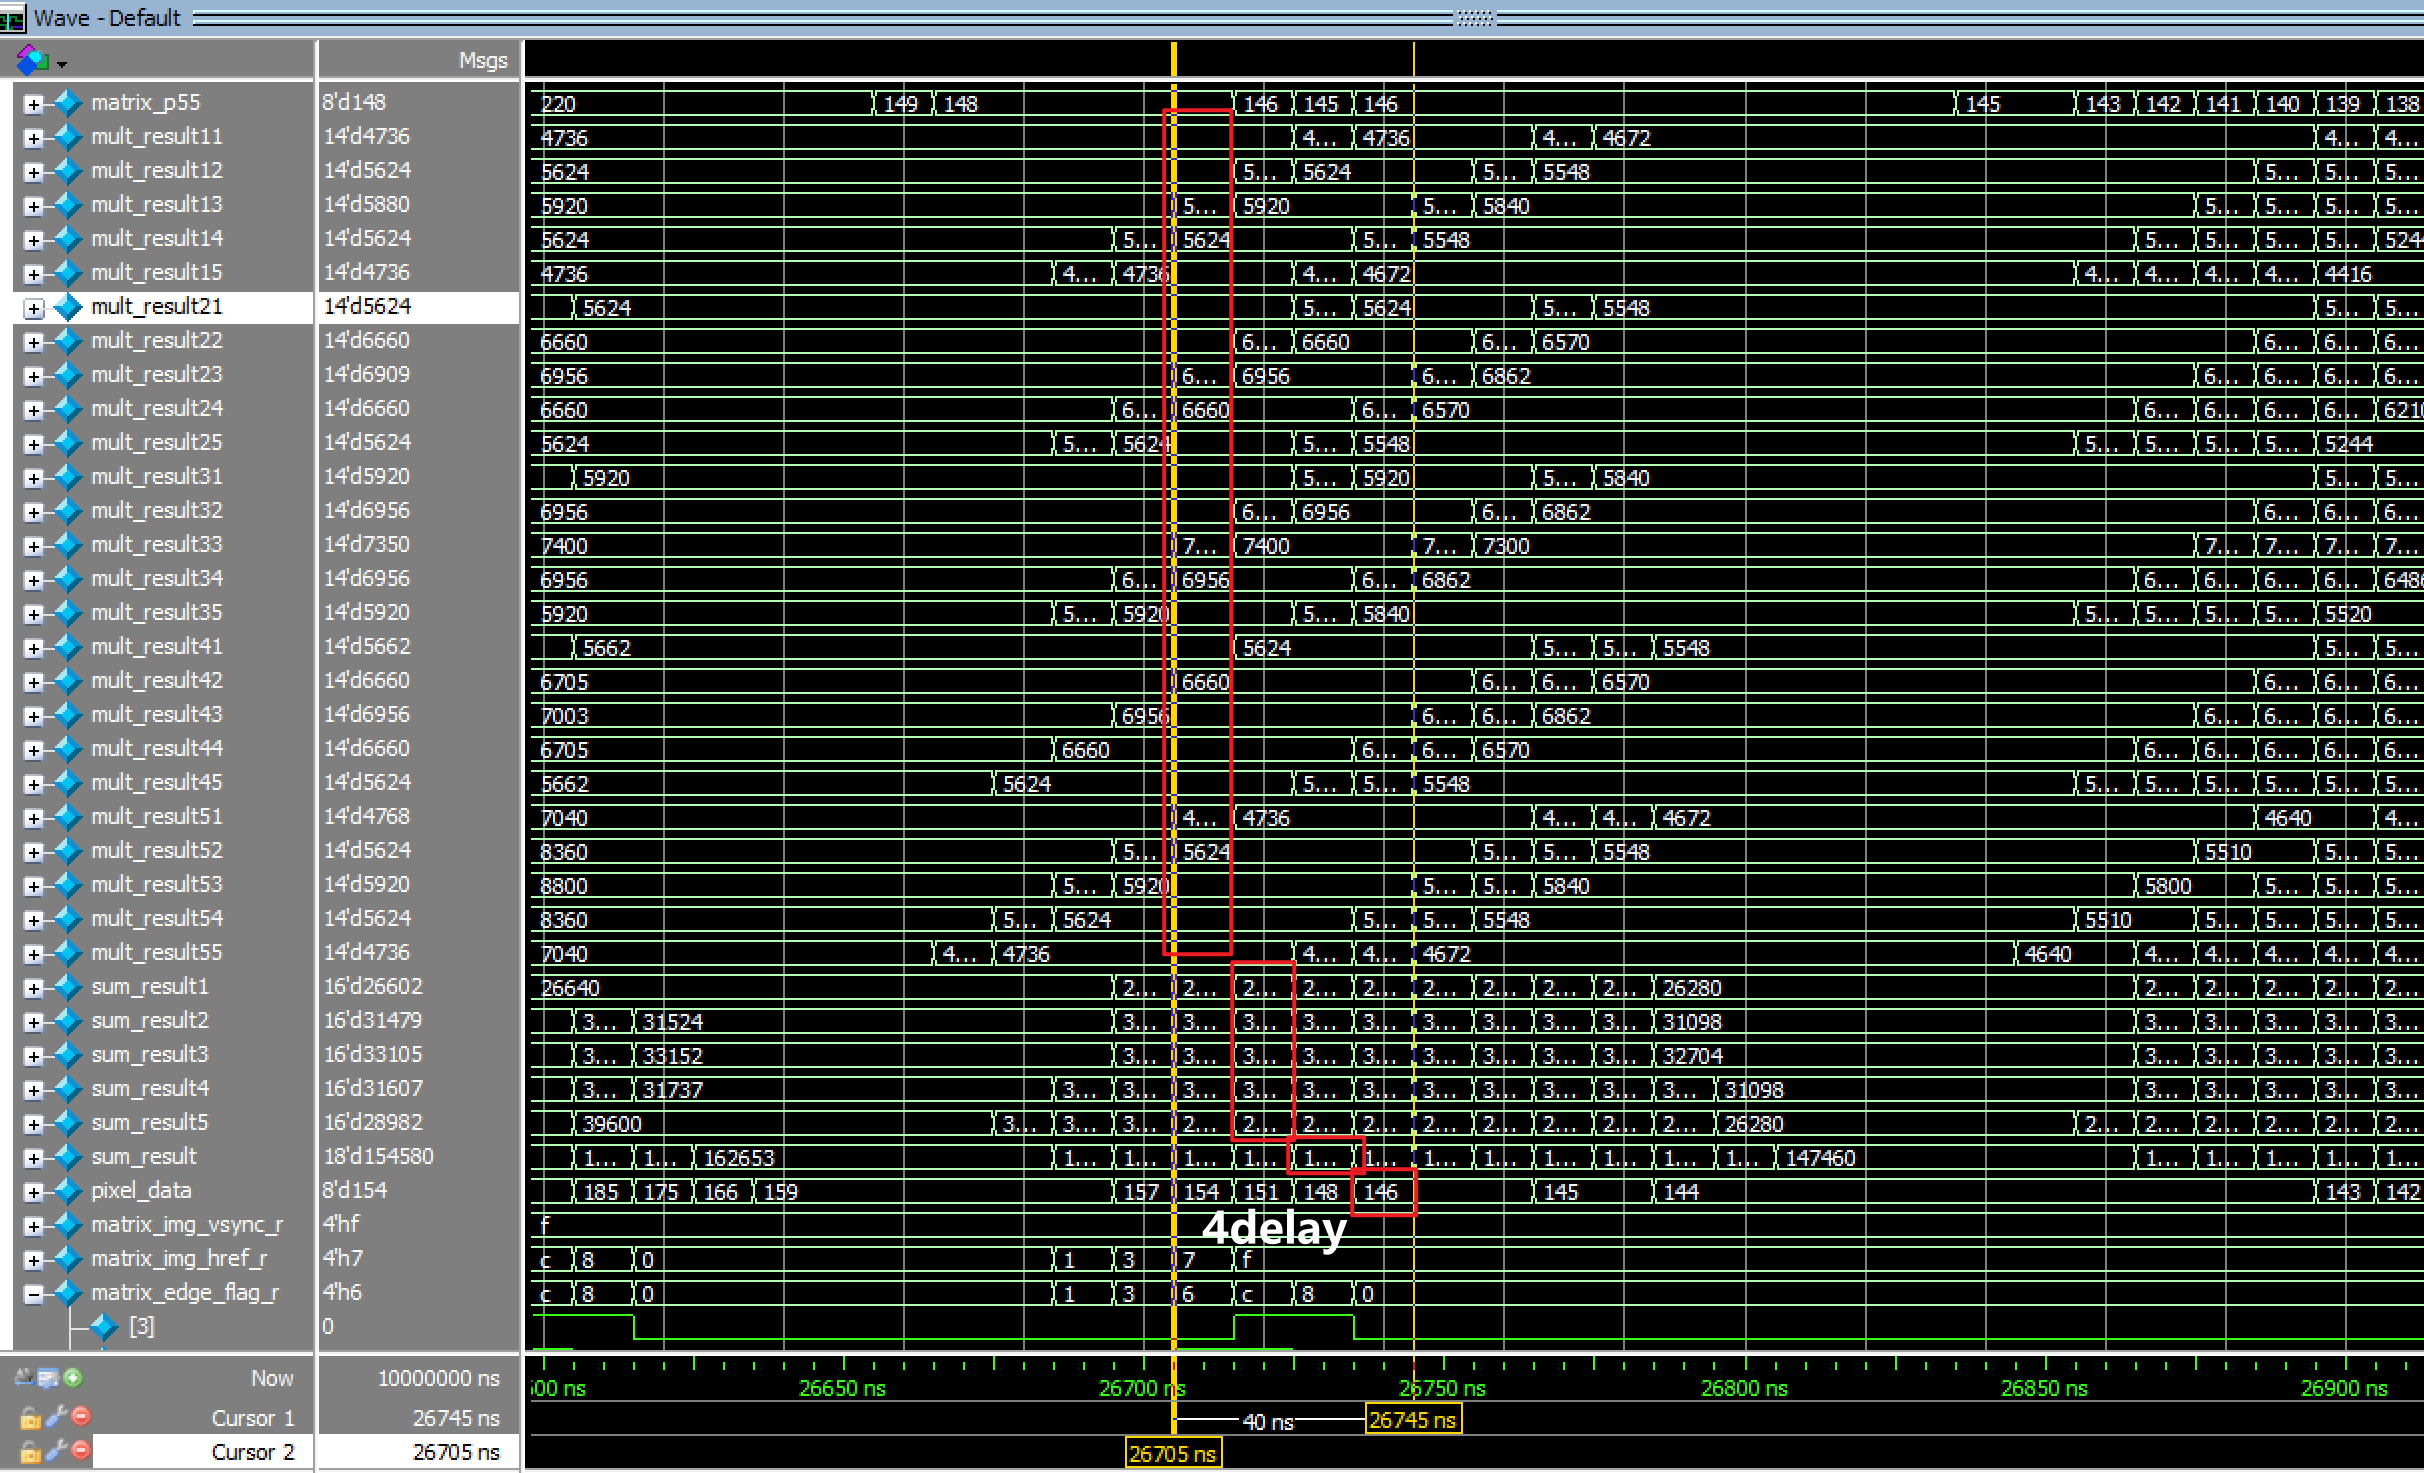 Wave - Default
Msgs
matrix_p55 8'd148 220 149 148 146 145 146 145 143 142 141 140 139 138
mult_result11 14'd4736 4736 4... 4736 4... 4672 4... 4...
mult_result12 14'd5624 5624 5... 5624 5... 5548 5... 5... 5...
mult_result13 14'd5880 5920 5... 5920 5... 5840 5... 5... 5... 5...
mult_result14 14'd5624 5624 5... 5624 5... 5548 5... 5... 5... 5... 524
mult_result15 14'd4736 4736 4... 4736 4... 4672 4... 4... 4... 4... 4416
mult_result21 14'd5624 5624 5... 5624 5... 5548 5... 5...
mult_result22 14'd6660 6660 6... 6660 6... 6570 6... 6... 6...
mult_result23 14'd6909 6956 6... 6956 6... 6862 6... 6... 6... 6...
mult_result24 14'd6660 6660 6... 6660 6... 6570 6... 6... 6... 6... 6210
mult_result25 14'd5624 5624 5... 5624 5... 5548 5... 5... 5... 5... 5244
mult_result31 14'd5920 5920 5... 5920 5... 5840 5... 5...
mult_result32 14'd6956 6956 6... 6956 6... 6862 6... 6... 6...
mult_result33 14'd7350 7400 7... 7400 7... 7300 7... 7... 7... 7...
mult_result34 14'd6956 6956 6... 6956 6... 6862 6... 6... 6... 6... 6486
mult_result35 14'd5920 5920 5... 5920 5... 5840 5... 5... 5... 5... 5520
mult_result41 14'd5662 5662 5624 5... 5... 5548 5... 5...
mult_result42 14'd6660 6705 6660 6... 6... 6570 6... 6... 6...
mult_result43 14'd6956 7003 6956 6... 6... 6862 6... 6... 6... 6...
mult_result44 14'd6660 6705 6660 6... 6... 6570 6... 6... 6... 6... 6...
mult_result45 14'd5624 5662 5624 5... 5... 5548 5... 5... 5... 5... 5... 5...
mult_result51 14'd4768 7040 4... 4736 4... 4... 4672 4640 4...
mult_result52 14'd5624 8360 5... 5624 5... 5... 5548 5510 5... 5...
mult_result53 14'd5920 8800 5... 5920 5... 5... 5840 5800 5... 5... 5...
mult_result54 14'd5624 8360 5... 5624 5... 5... 5548 5510 5... 5... 5... 5...
mult_result55 14'd4736 7040 4... 4736 4... 4... 4672 4640 4... 4... 4... 4... 4...
sum_result1 16'd26602 26640 2... 2... 2... 2... 2... 2... 2... 2... 2... 26280 2... 2... 2... 2... 2...
sum_result2 16'd31479 3... 31524 3... 3... 3... 3... 3... 3... 3... 3... 3... 31098 3... 3... 3... 3... 3...
sum_result3 16'd33105 3... 33152 3... 3... 3... 3... 3... 3... 3... 3... 3... 32704 3... 3... 3... 3... 3...
sum_result4 16'd31607 3... 31737 3... 3... 3... 3... 3... 3... 3... 3... 3... 3... 3... 31098 3... 3... 3... 3... 3...
sum_result5 16'd28982 39600 3... 3... 3... 2... 2... 2... 2... 2... 2... 2... 2... 2... 26280 2... 2... 2... 2... 2... 2...
sum_result 18'd154580 1... 1... 162653 1... 1... 1... 1... 1... 1... 1... 1... 1... 1... 1... 1... 147460 1... 1... 1... 1... 1...
pixel_data 8'd154 185 175 166 159 157 154 151 148 146 145 144 143 142
matrix_img_vsync_r 4'hf f
4delay
matrix_img_href_r 4'h7 c 8 0 1 3 7 f
matrix_edge_flag_r 4'h6 c 8 0 1 3 6 c 8 0
[3] 0
Now 10000000 ns 00 ns 26650 ns 26700 ns 26750 ns 26800 ns 26850 ns 26900 ns
Cursor 1 26745 ns 40 ns 26745 ns
Cursor 2 26705 ns 26705 ns